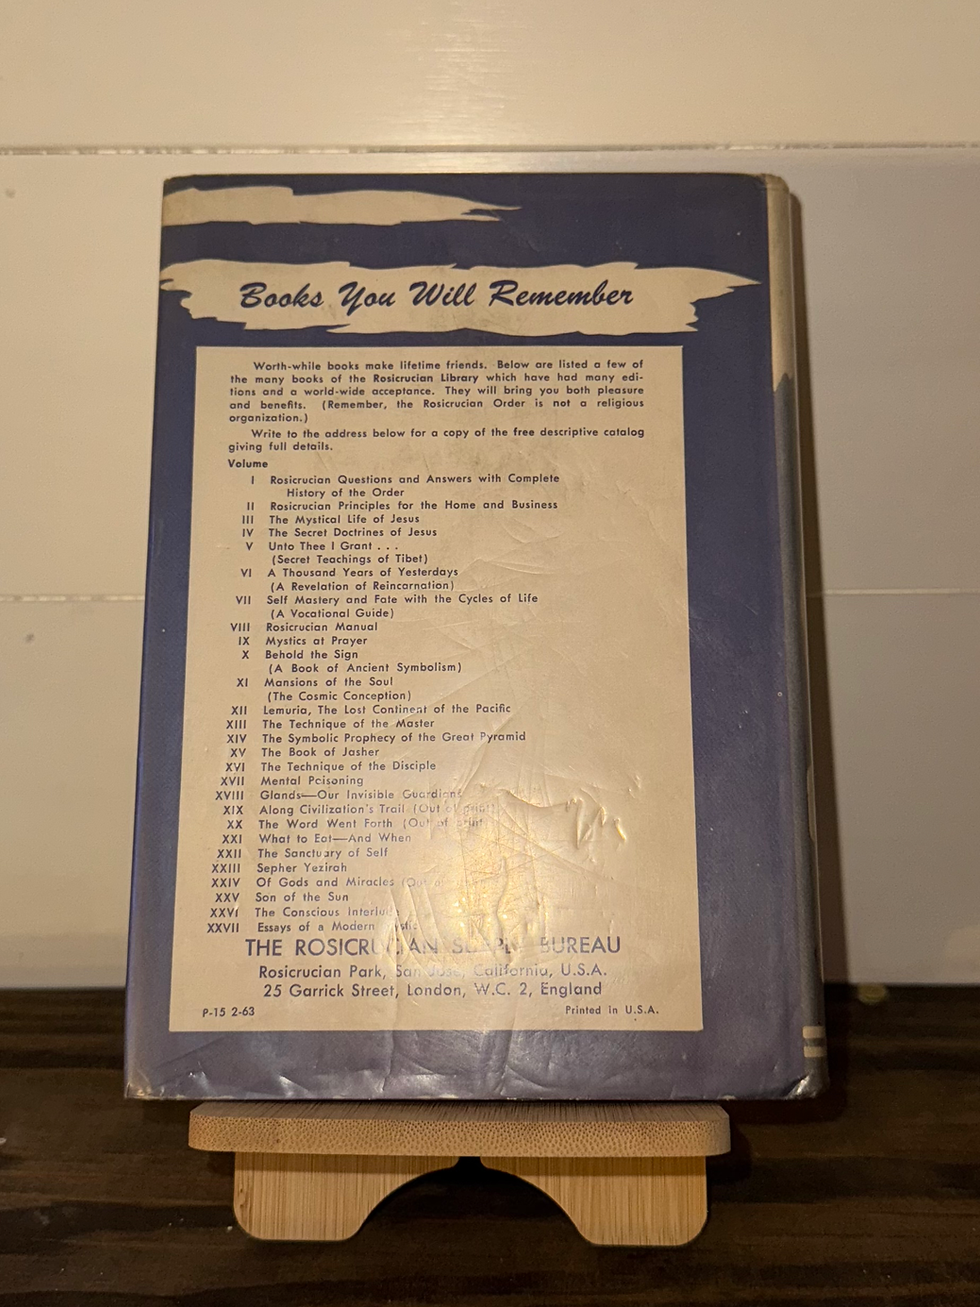 Books You Will Remember
Worth-while books make lifetime friends. Below are listed a few of
the many books of the Rosicrucian Library which have had many edi-
tions and a world-wide acceptance. They will bring you both pleasure
and benefits. (Remember, the Rosicrucian Order is not a religious
organization.)
Write to the address below for a copy of the free descriptive catalog
giving full details.
Volume
I Rosicrucian Questions and Answers with Complete
History of the Order
II Rosicrucian Principles for the Home and Business
III The Mystical Life of Jesus
IV The Secret Doctrines of Jesus
V Unto Thee I Grant . . .
(Secret Teachings of Tibet)
VI A Thousand Years of Yesterdays
(A Revelation of Reincarnation)
VII Self Mastery and Fate with the Cycles of Life
(A Vocational Guide)
VIII Rosicrucian Manual
IX Mystics at Prayer
X Behold the Sign
(A Book of Ancient Symbolism)
XI Mansions of the Soul
(The Cosmic Conception)
XII Lemuria, The Lost Continent of the Pacific
XIII The Technique of the Master
XIV The Symbolic Prophecy of the Great Pyramid
XV The Book of Jasher
XVI The Technique of the Disciple
XVII Mental Poisoning
XVIII Glands—Our Invisible Guardians
XIX Along Civilization's Trail (Out of print)
XX The Word Went Forth (Out of print)
XXI What to Eat—And When
XXII The Sanctuary of Self
XXIII Sepher Yezirah
XXIV Of Gods and Miracles (Out
XXV Son of the Sun
XXVI The Conscious Interlude
XXVII Essays of a Modern Mystic
THE ROSICRUCIAN SUPPLY BUREAU
Rosicrucian Park, San Jose, California, U.S.A.
25 Garrick Street, London, W.C. 2, England
P-15 2-63 Printed in U.S.A.